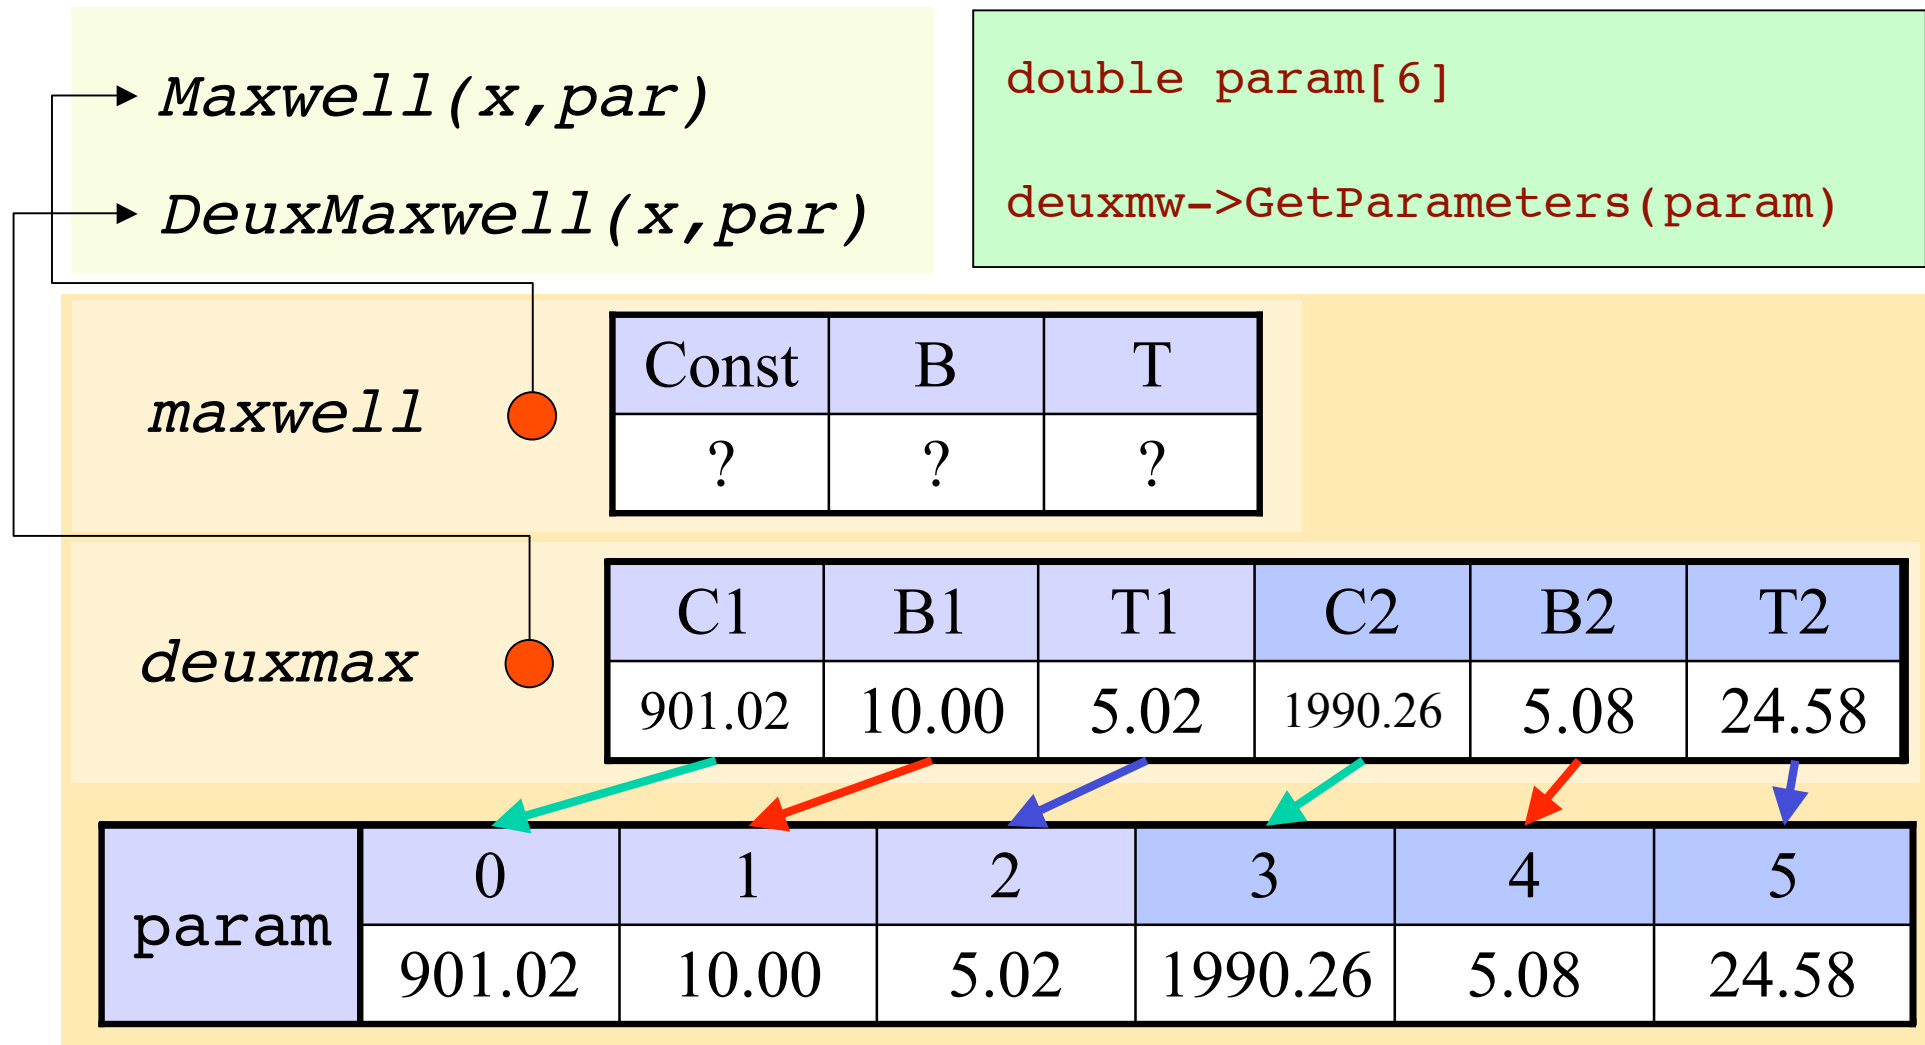 Maxwell(x,par)
DeuxMaxwell(x,par)
double param[6]
deuxmw->GetParameters(param)
maxwell
Const B T
? ? ?
deuxmax
C1 B1 T1 C2 B2 T2
901.02 10.00 5.02 1990.26 5.08 24.58
param
0 1 2 3 4 5
901.02 10.00 5.02 1990.26 5.08 24.58